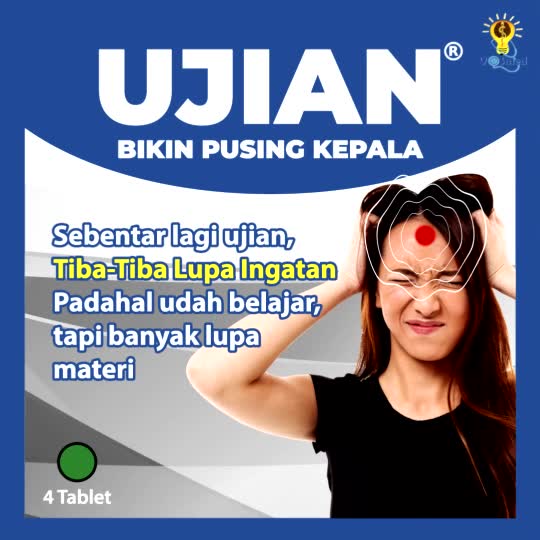 UJIAN®
BIKIN PUSING KEPALA
Sebentar lagi ujian,
Tiba-Tiba Lupa Ingatan
Padahal udah belajar,
tapi banyak lupa
materi
4 Tablet